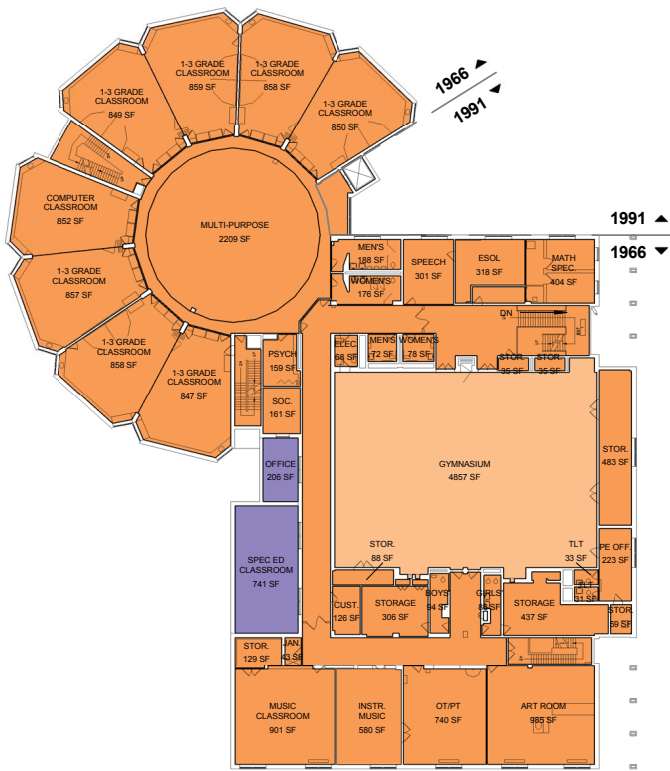 1-3 GRADE
CLASSROOM
859 SF
1-3 GRADE
CLASSROOM
858 SF
1-3 GRADE
CLASSROOM
849 SF
1-3 GRADE
CLASSROOM
850 SF
1966
1991
COMPUTER
CLASSROOM
852 SF
MULTI-PURPOSE
2209 SF
1991
1966
MEN'S
188 SF
WOMEN'S
176 SF
SPEECH
301 SF
ESOL
318 SF
MATH
SPEC.
404 SF
1-3 GRADE
CLASSROOM
857 SF
DN
1-3 GRADE
CLASSROOM
858 SF
1-3 GRADE
CLASSROOM
847 SF
PSYCH
159 SF
ELEC.
68 SF
MEN'S
72 SF
WOMEN'S
78 SF
STOR.
35 SF
STOR.
35 SF
SOC.
161 SF
OFFICE
206 SF
GYMNASIUM
4857 SF
STOR.
483 SF
SPEC ED
CLASSROOM
741 SF
STOR.
88 SF
TLT
33 SF
PE OFF.
223 SF
TLT
31 SF
CUST.
126 SF
STORAGE
306 SF
BOYS
94 SF
GIRLS
STORAGE
437 SF
STOR.
59 SF
STOR.
129 SF
JAN.
43 SF
MUSIC
CLASSROOM
901 SF
INSTR.
MUSIC
580 SF
OT/PT
740 SF
ART ROOM
985 SF